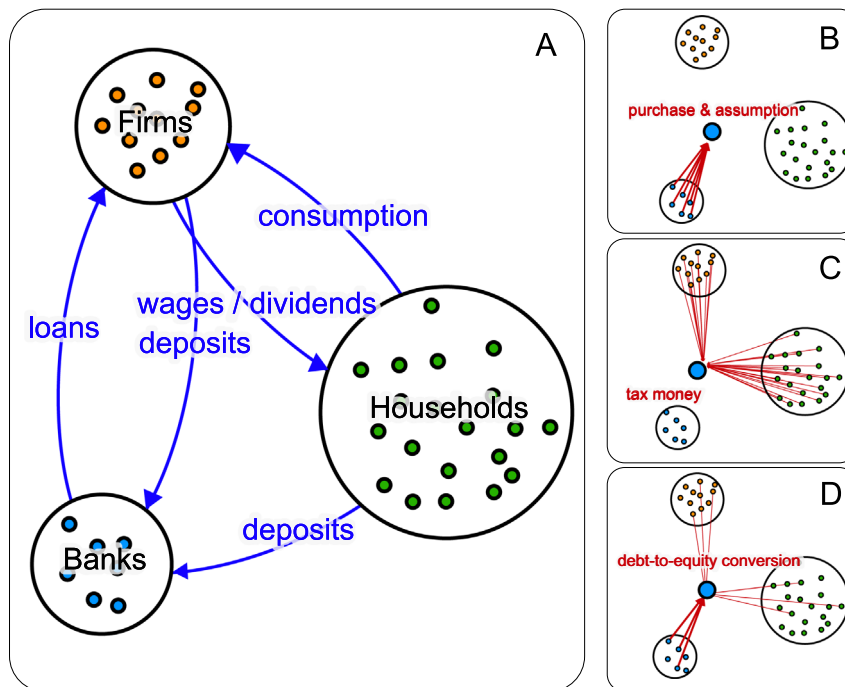 A
Firms
consumption
wages / dividends
loans
deposits
Households
deposits
Banks
B
purchase & assumption
C
tax money
D
debt-to-equity conversion